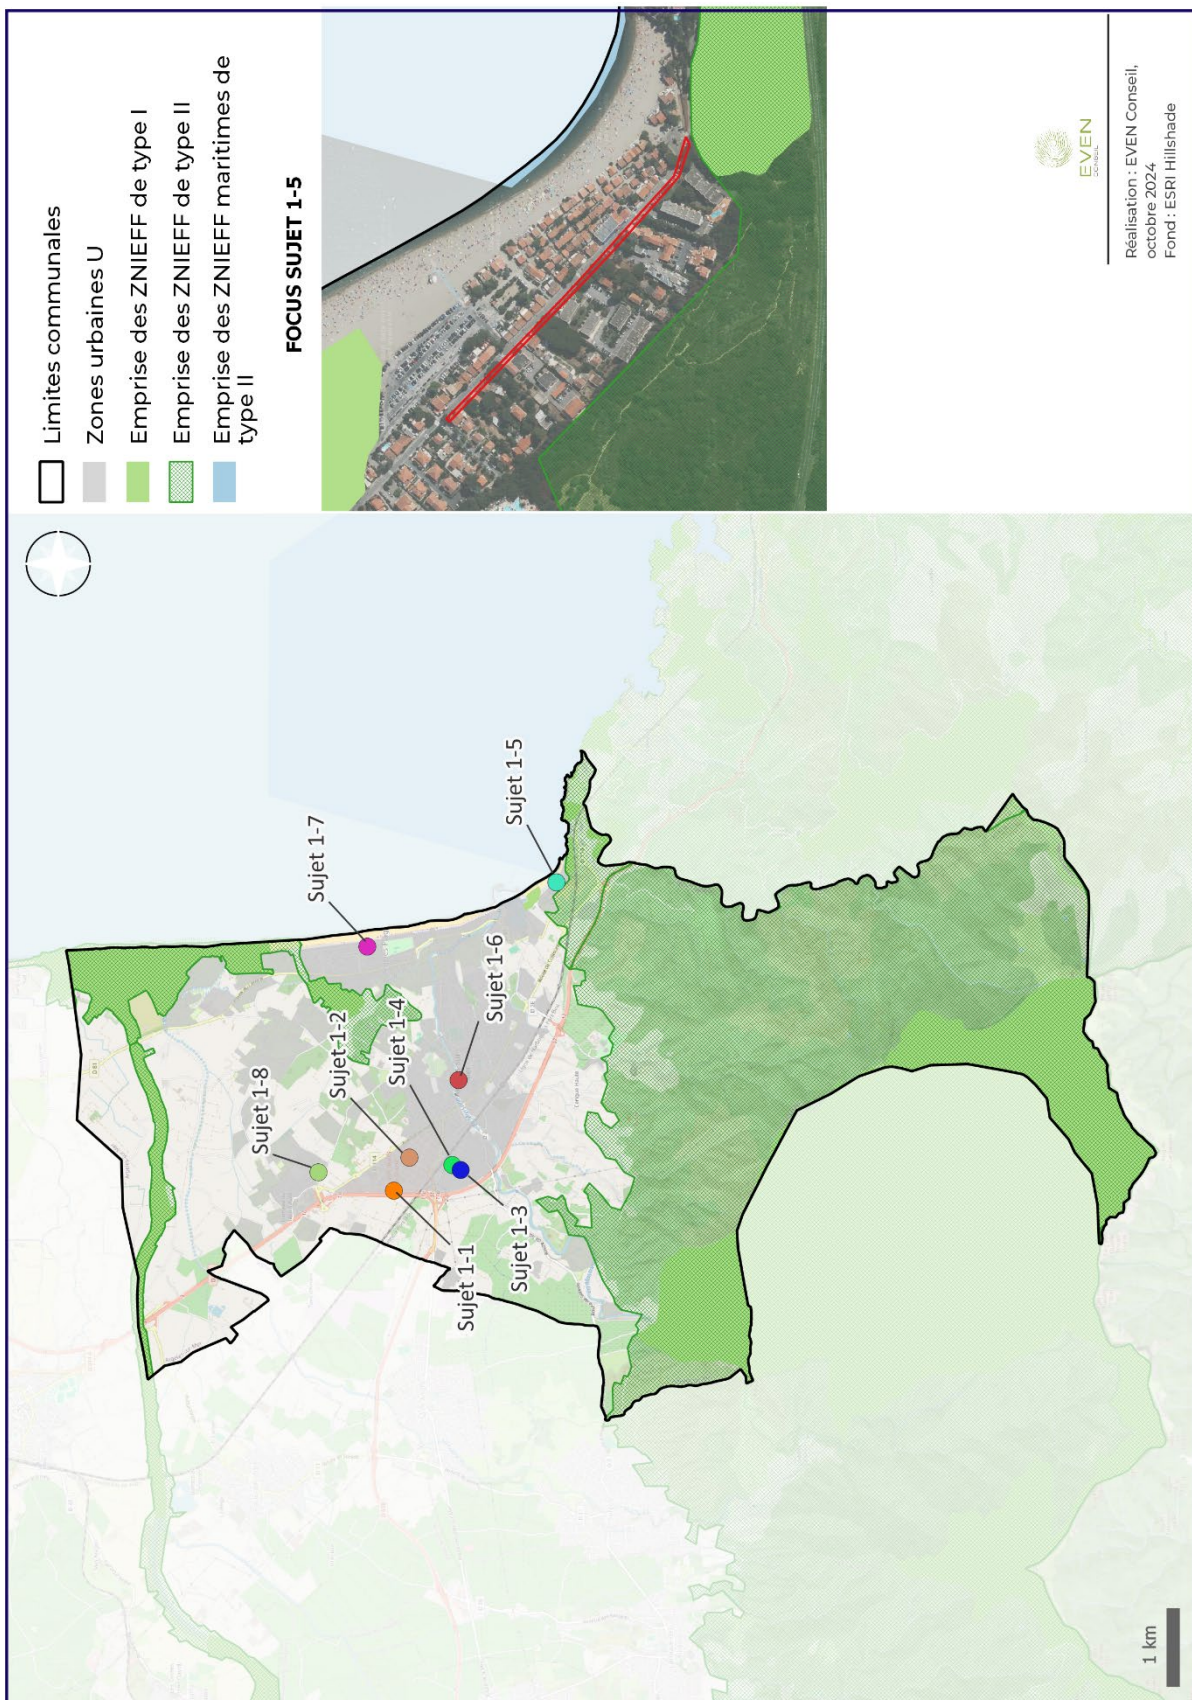 Limites communales
Zones urbaines U
Emprise des ZNIEFF de type I
Emprise des ZNIEFF de type II
Emprise des ZNIEFF maritimes de
type II
FOCUS SUJET 1-5
Sujet 1-7
Sujet 1-5
Sujet 1-8
Sujet 1-2
Sujet 1-4
Sujet 1-6
Sujet 1-1
Sujet 1-3
1 km
EVEN
CONSEIL
Réalisation : EVEN Conseil,
octobre 2024
Fond : ESRI Hillshade